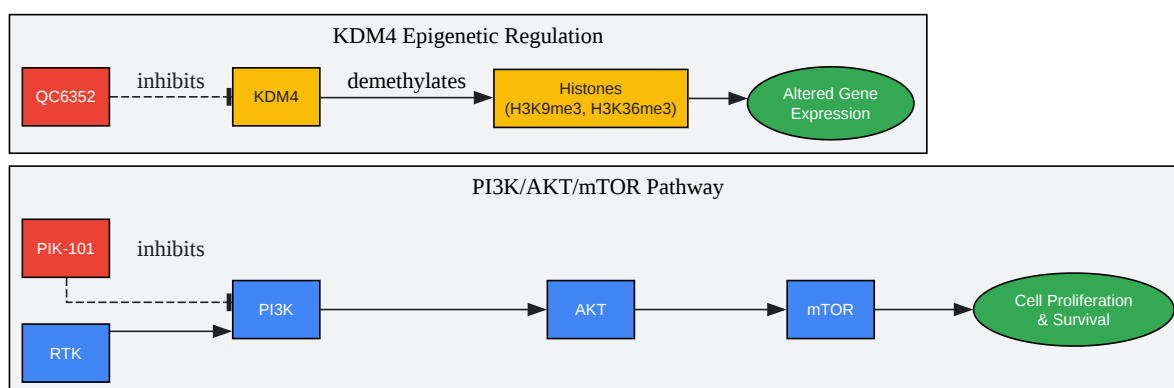 KDM4 Epigenetic Regulation
QC6352
inhibits
KDM4
demethylates
Histones
(H3K9me3, H3K36me3)
Altered Gene
Expression
PI3K/AKT/mTOR Pathway
PIK-101
inhibits
RTK
PI3K
AKT
mTOR
Cell Proliferation
& Survival